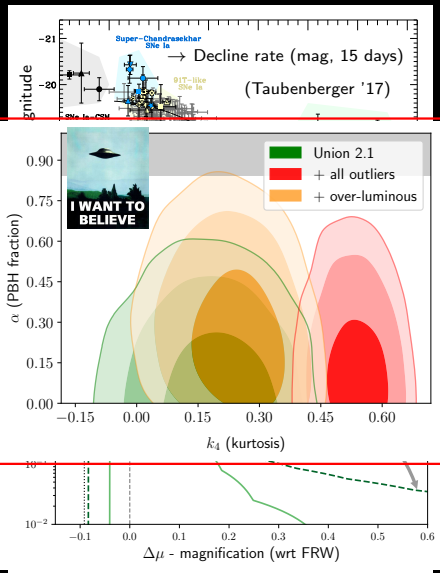 -21
Super-Chandrasekhar
SNe Ia
→ Decline rate (mag, 15 days)
-20
91T-like
SNe Ia
(Taubenberger '17)
gnitude
-19
SNe Ia-CSM
I WANT TO
BELIEVE
Union 2.1
+ all outliers
+ over-luminous
0.90
0.75
0.60
0.45
0.30
0.15
0.00
α (PBH fraction)
-0.15 0.00 0.15 0.30 0.45 0.60
k₄ (kurtosis)
10⁻²
-0.1 0.0 0.1 0.2 0.3 0.4 0.5 0.6
Δμ - magnification (wrt FRW)